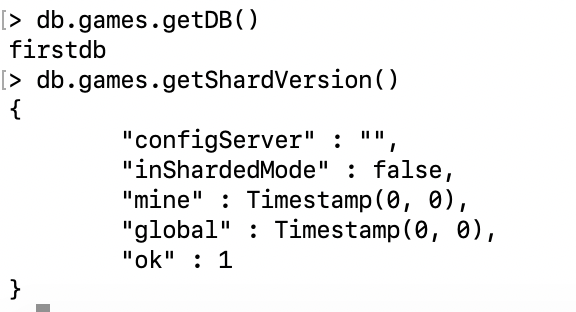 [> db.games.getDB()
firstdb
[> db.games.getShardVersion()
{
        "configServer" : "",
        "inShardedMode" : false,
        "mine" : Timestamp(0, 0),
        "global" : Timestamp(0, 0),
        "ok" : 1
}